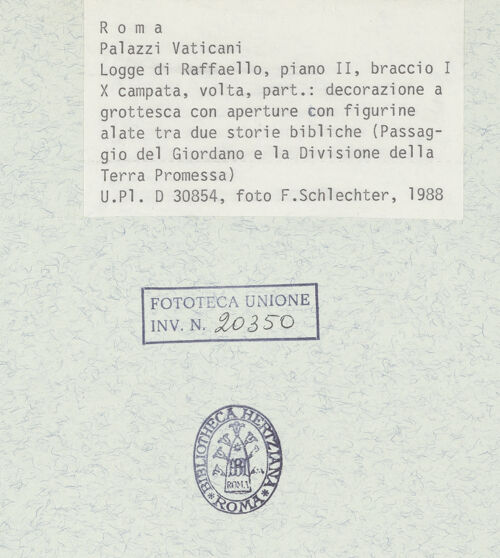 R o m a
Palazzi Vaticani
Logge di Raffaello, piano II, braccio I
X campata, volta, part.: decorazione a
grottesca con aperture con figurine
alate tra due storie bibliche (Passag-
gio del Giordano e la Divisione della
Terra Promessa)
U.Pl. D 30854, foto F.Schlechter, 1988
FOTOTECA UNIONE
INV. N. 20350
BIBLIOTHECA HERTZIANA
ROMA
* ROMA *